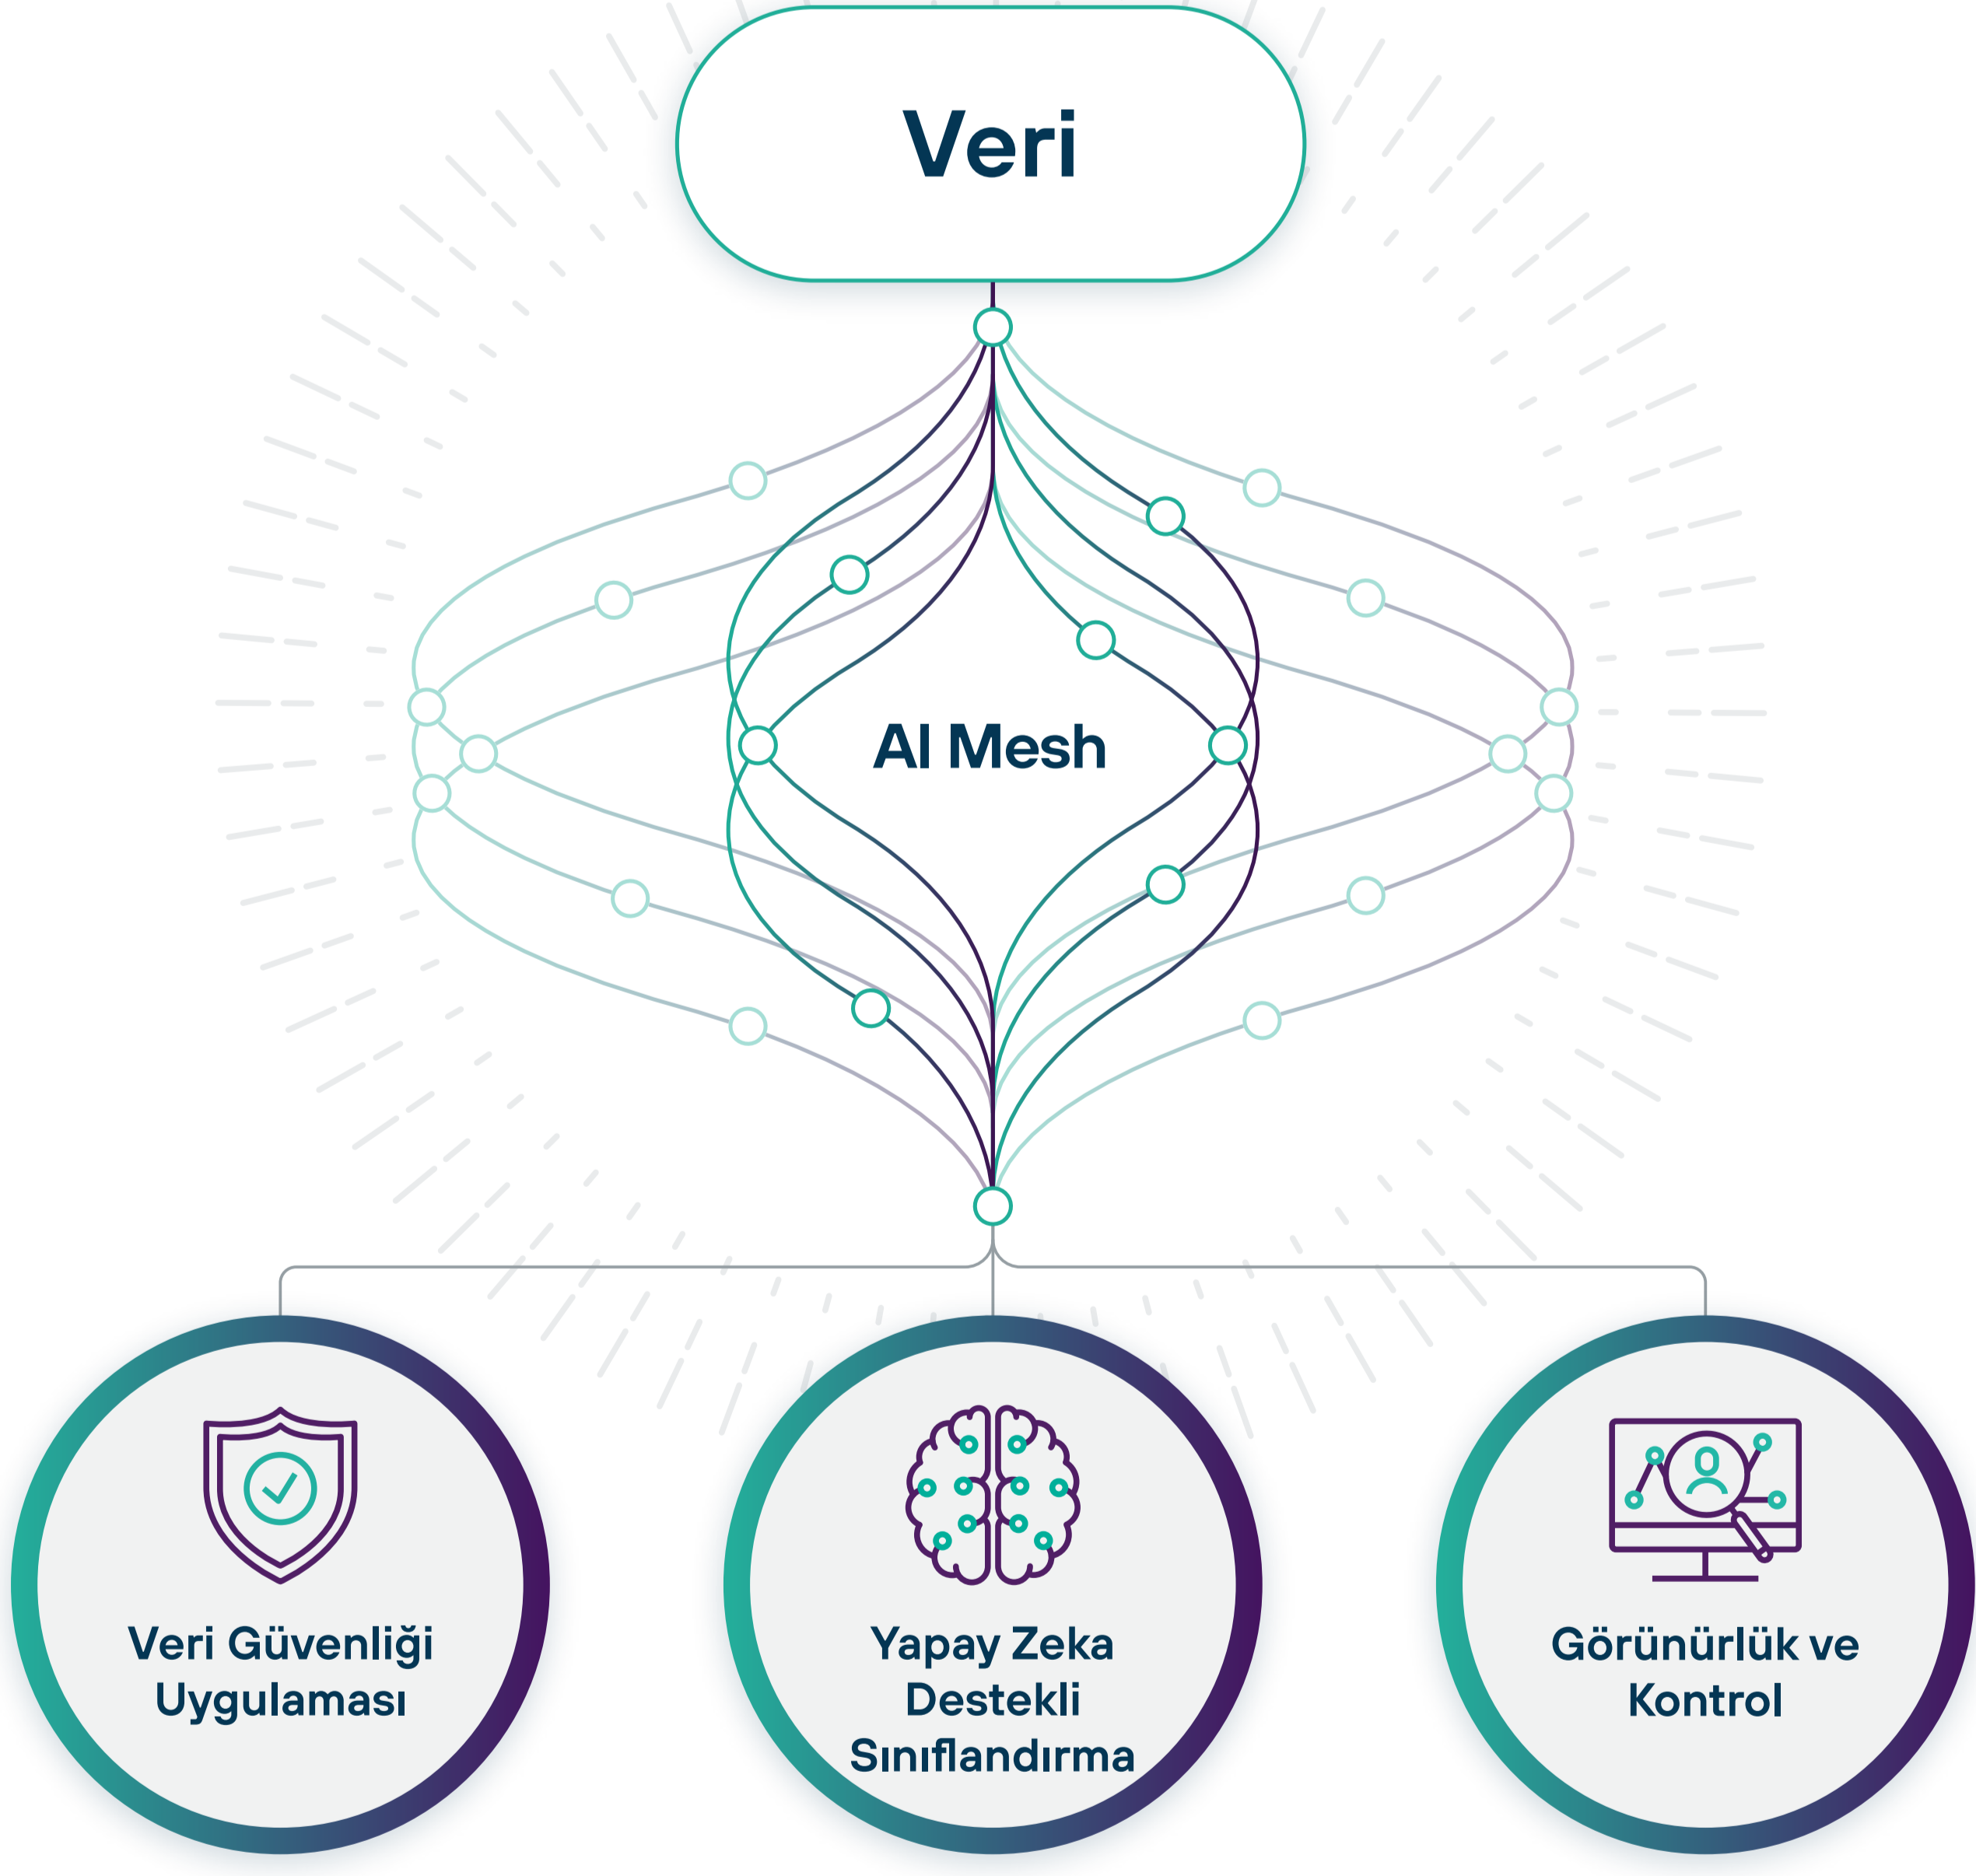 Veri
AI Mesh
Veri Güvenliği
Uygulaması
Yapay Zeka
Destekli
Sınıflandırma
Görünürlük ve
Kontrol